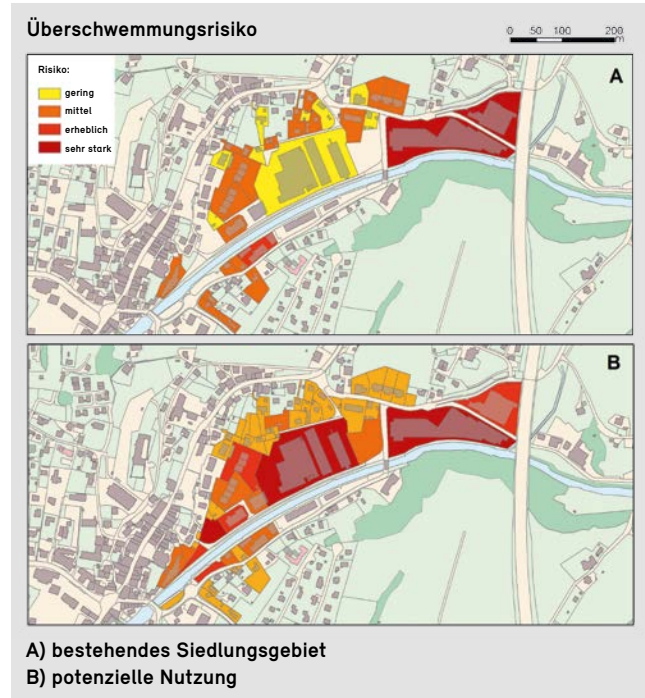 Überschwemmungsrisiko
0 50 100 200
m
A
Risiko:
gering
mittel
erheblich
sehr stark
B
A) bestehendes Siedlungsgebiet
B) potenzielle Nutzung